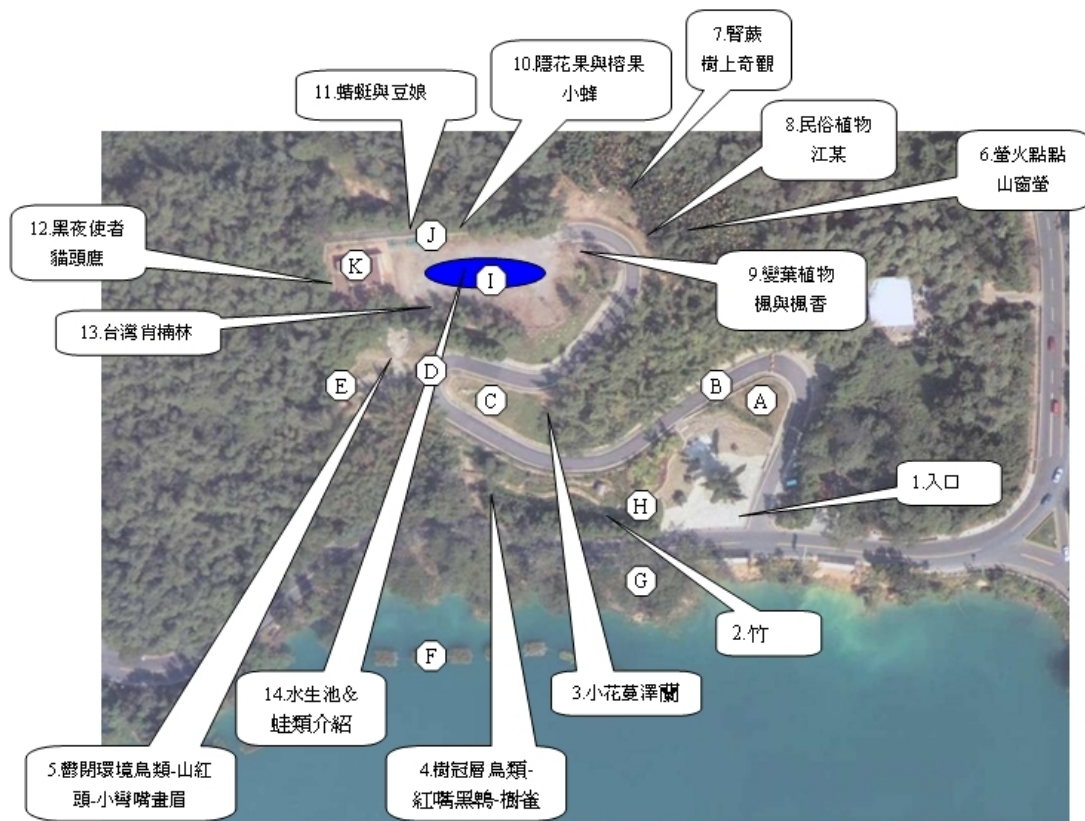 7.腎蕨
樹上奇觀
10.隱花果與榕果
小蜂
11.蜻蜓與豆娘
8.民俗植物
江某
6.螢火點點
山窗螢
12.黑夜使者
貓頭鷹
J
K
I
9.變葉植物
楓與楓香
13.台灣肖楠林
E
D
C
B
A
1.入口
H
G
2.竹
F
14.水生池&
蛙類介紹
3.小花蔓澤蘭
5.鬱閉環境鳥類-山紅
頭-小彎嘴畫眉
4.樹冠層鳥類-
紅嘴黑鵯-樹雀